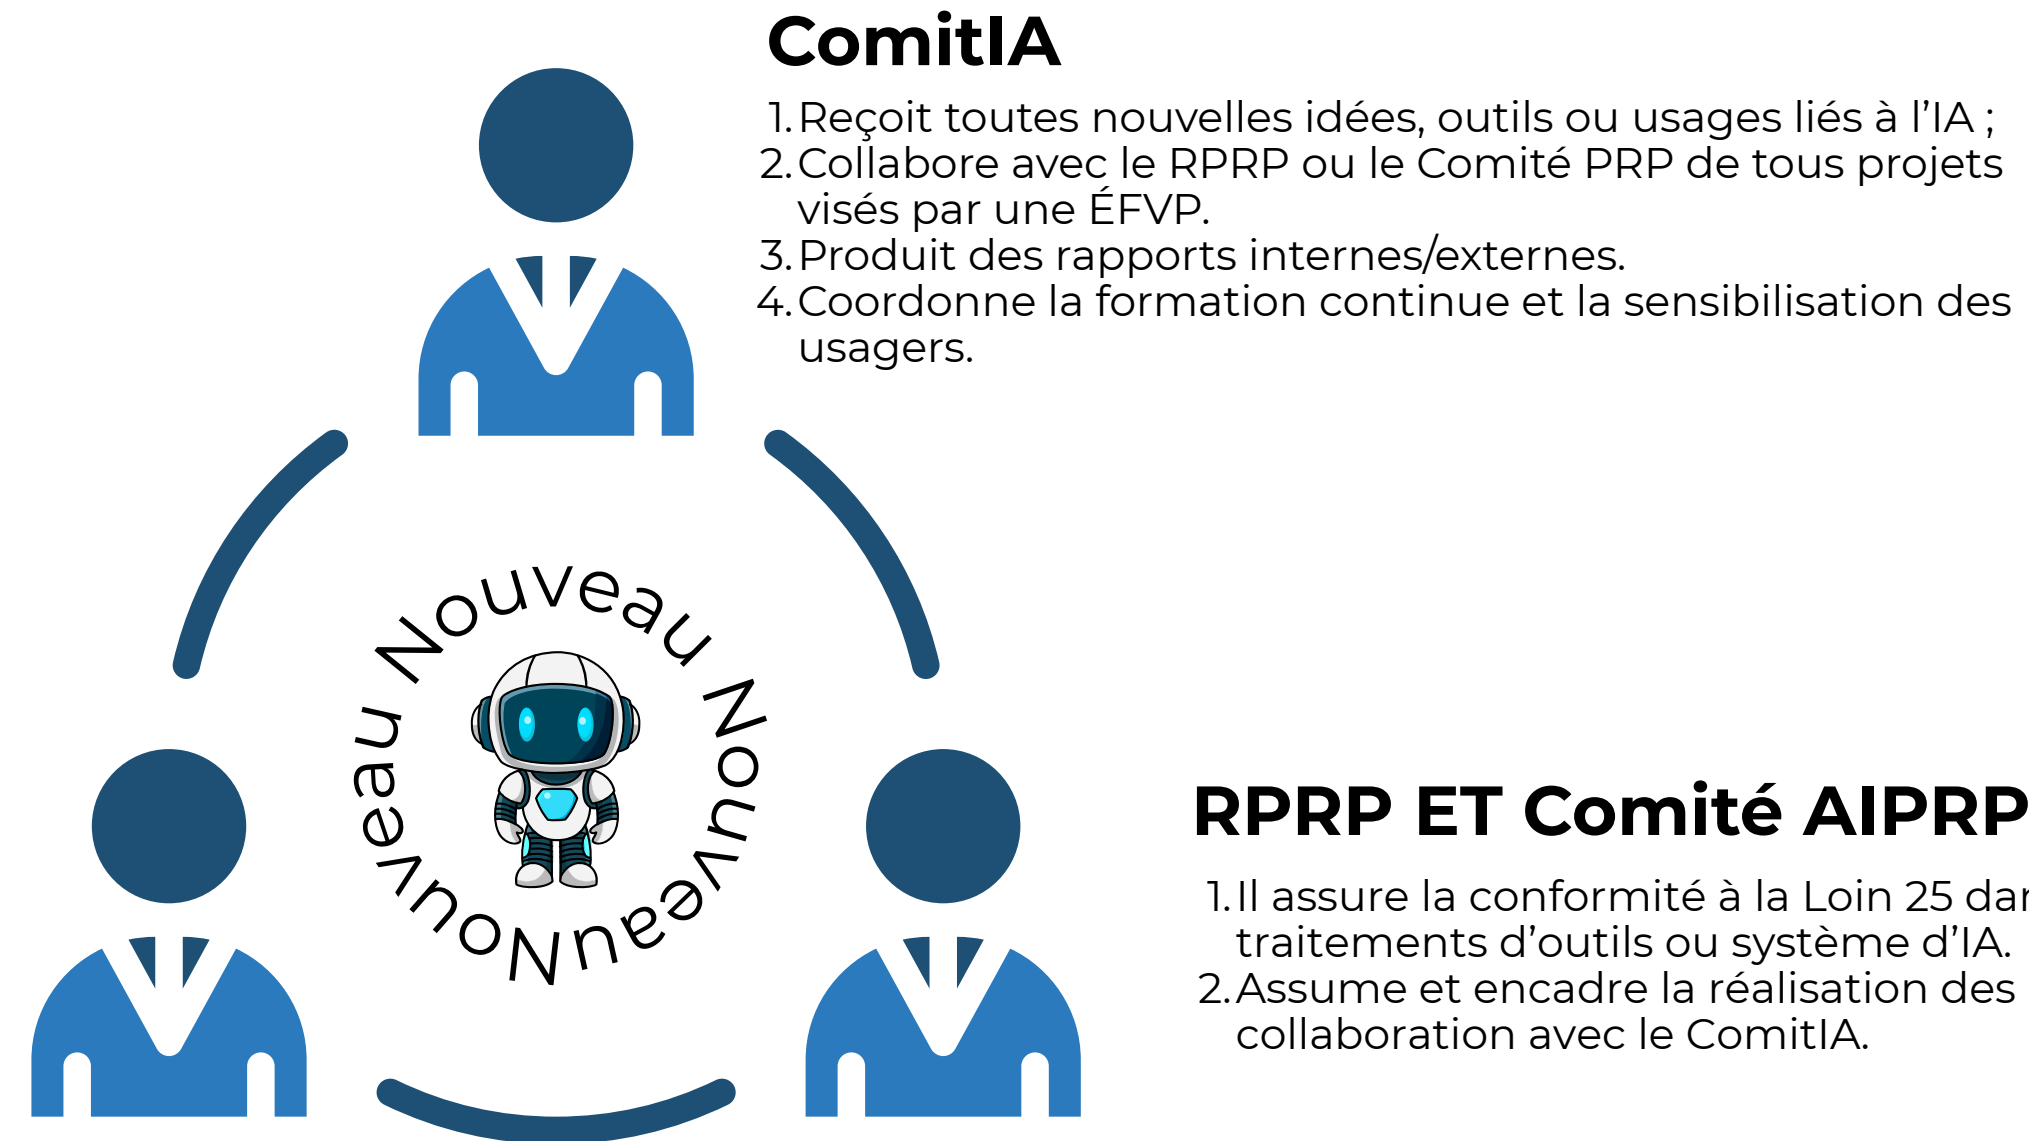 ComitIA
1. Reçoit toutes nouvelles idées, outils ou usages liés à l’IA ;
2. Collabore avec le RPRP ou le Comité PRP de tous projets
visés par une ÉFVP.
3. Produit des rapports internes/externes.
4. Coordonne la formation continue et la sensibilisation des
usagers.
Nouveau Nouveau Nouveau Nouveau
RPRP ET Comité AIPRP
1. Il assure la conformité à la Loin 25
traitements d’outils ou système d’IA.
2. Assume et encadre la réalisation des
collaboration avec le ComitIA.